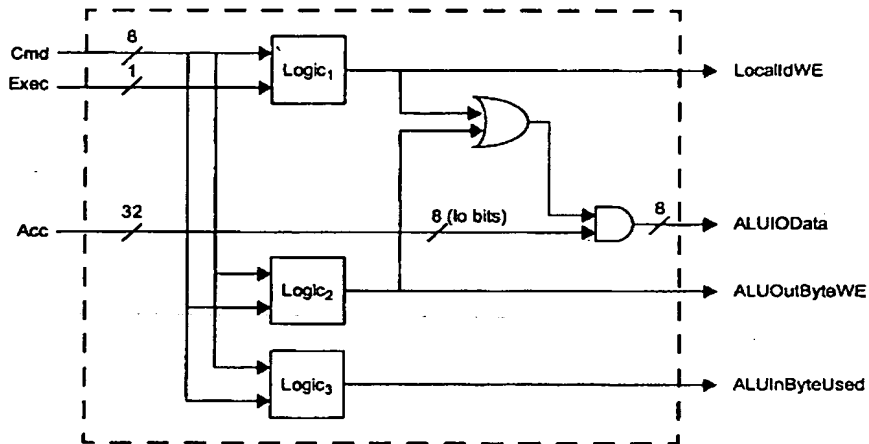 Cmd
8
Exec
1
Logic1
LocalIdWE
Acc
32
8 (lo bits)
8
ALUIOData
Logic2
ALUOutByteWE
Logic3
ALUInByteUsed